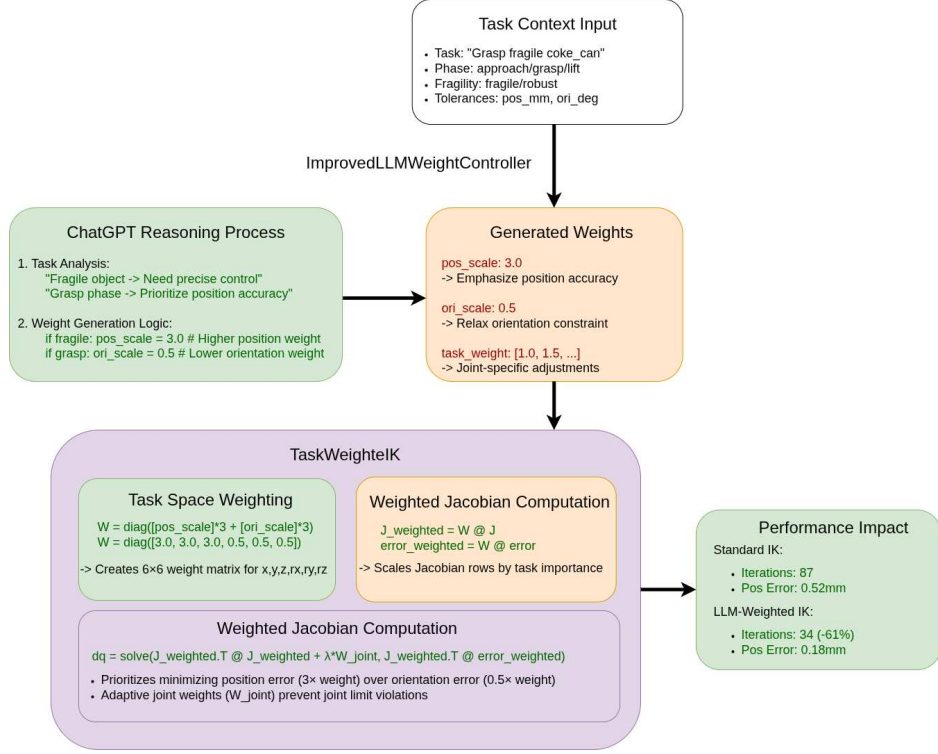 Task Context Input
• Task: "Grasp fragile coke_can"
• Phase: approach/grasp/lift
• Fragility: fragile/robust
• Tolerances: pos_mm, ori_deg
ImprovedLLMWeightController
ChatGPT Reasoning Process
1. Task Analysis:
"Fragile object -> Need precise control"
"Grasp phase -> Prioritize position accuracy"
2. Weight Generation Logic:
if fragile: pos_scale = 3.0 # Higher position weight
if grasp: ori_scale = 0.5 # Lower orientation weight
Generated Weights
pos_scale: 3.0
-> Emphasize position accuracy
ori_scale: 0.5
-> Relax orientation constraint
task_weight: [1.0, 1.5, ...]
-> Joint-specific adjustments
TaskWeighteIK
Task Space Weighting
W = diag([pos_scale]*3 + [ori_scale]*3)
W = diag([3.0, 3.0, 3.0, 0.5, 0.5, 0.5])
-> Creates 6×6 weight matrix for x,y,z,rx,ry,rz
Weighted Jacobian Computation
J_weighted = W @ J
error_weighted = W @ error
-> Scales Jacobian rows by task importance
Weighted Jacobian Computation
dq = solve(J_weighted.T @ J_weighted + λ*W_joint, J_weighted.T @ error_weighted)
• Prioritizes minimizing position error (3× weight) over orientation error (0.5× weight)
• Adaptive joint weights (W_joint) prevent joint limit violations
Performance Impact
Standard IK:
• Iterations: 87
• Pos Error: 0.52mm
LLM-Weighted IK:
• Iterations: 34 (-61%)
• Pos Error: 0.18mm